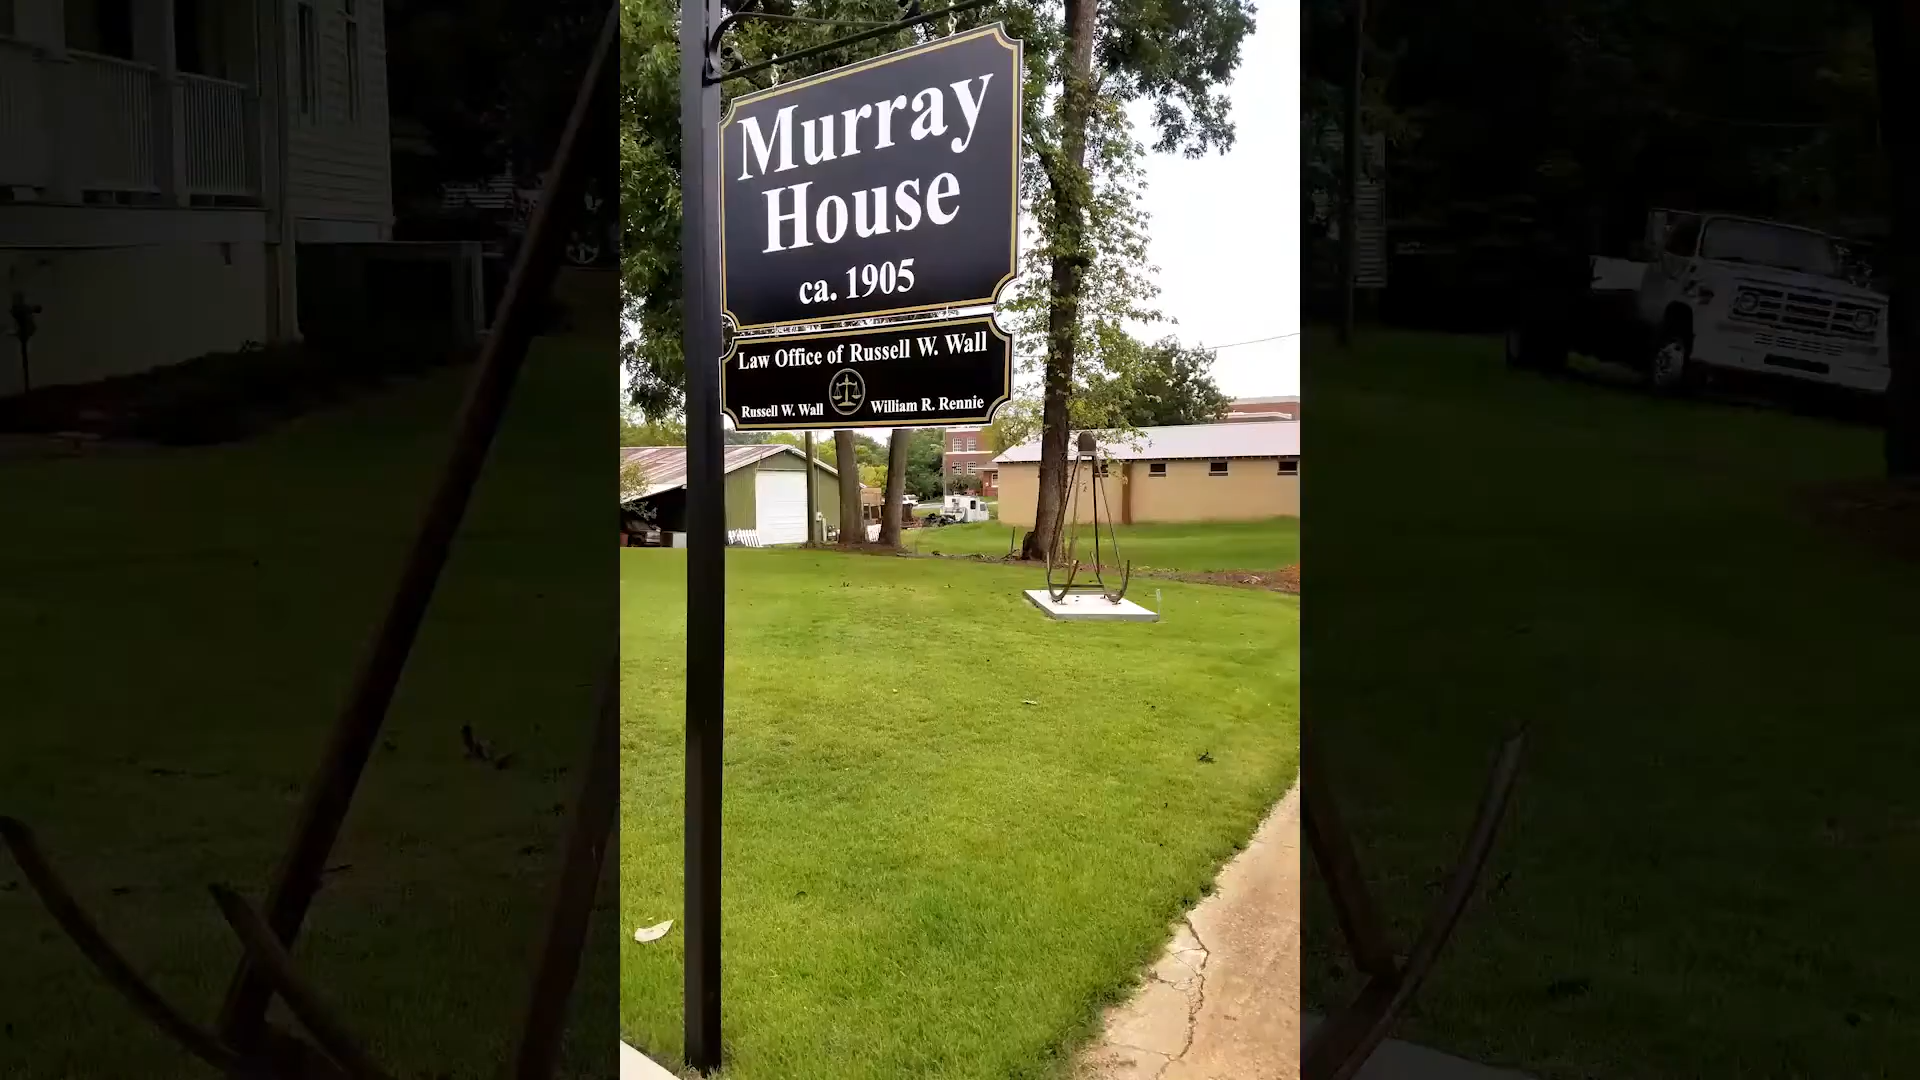 Murray
House
ca. 1905
Law Office of Russell W. Wall
Russell W. Wall William R. Rennie